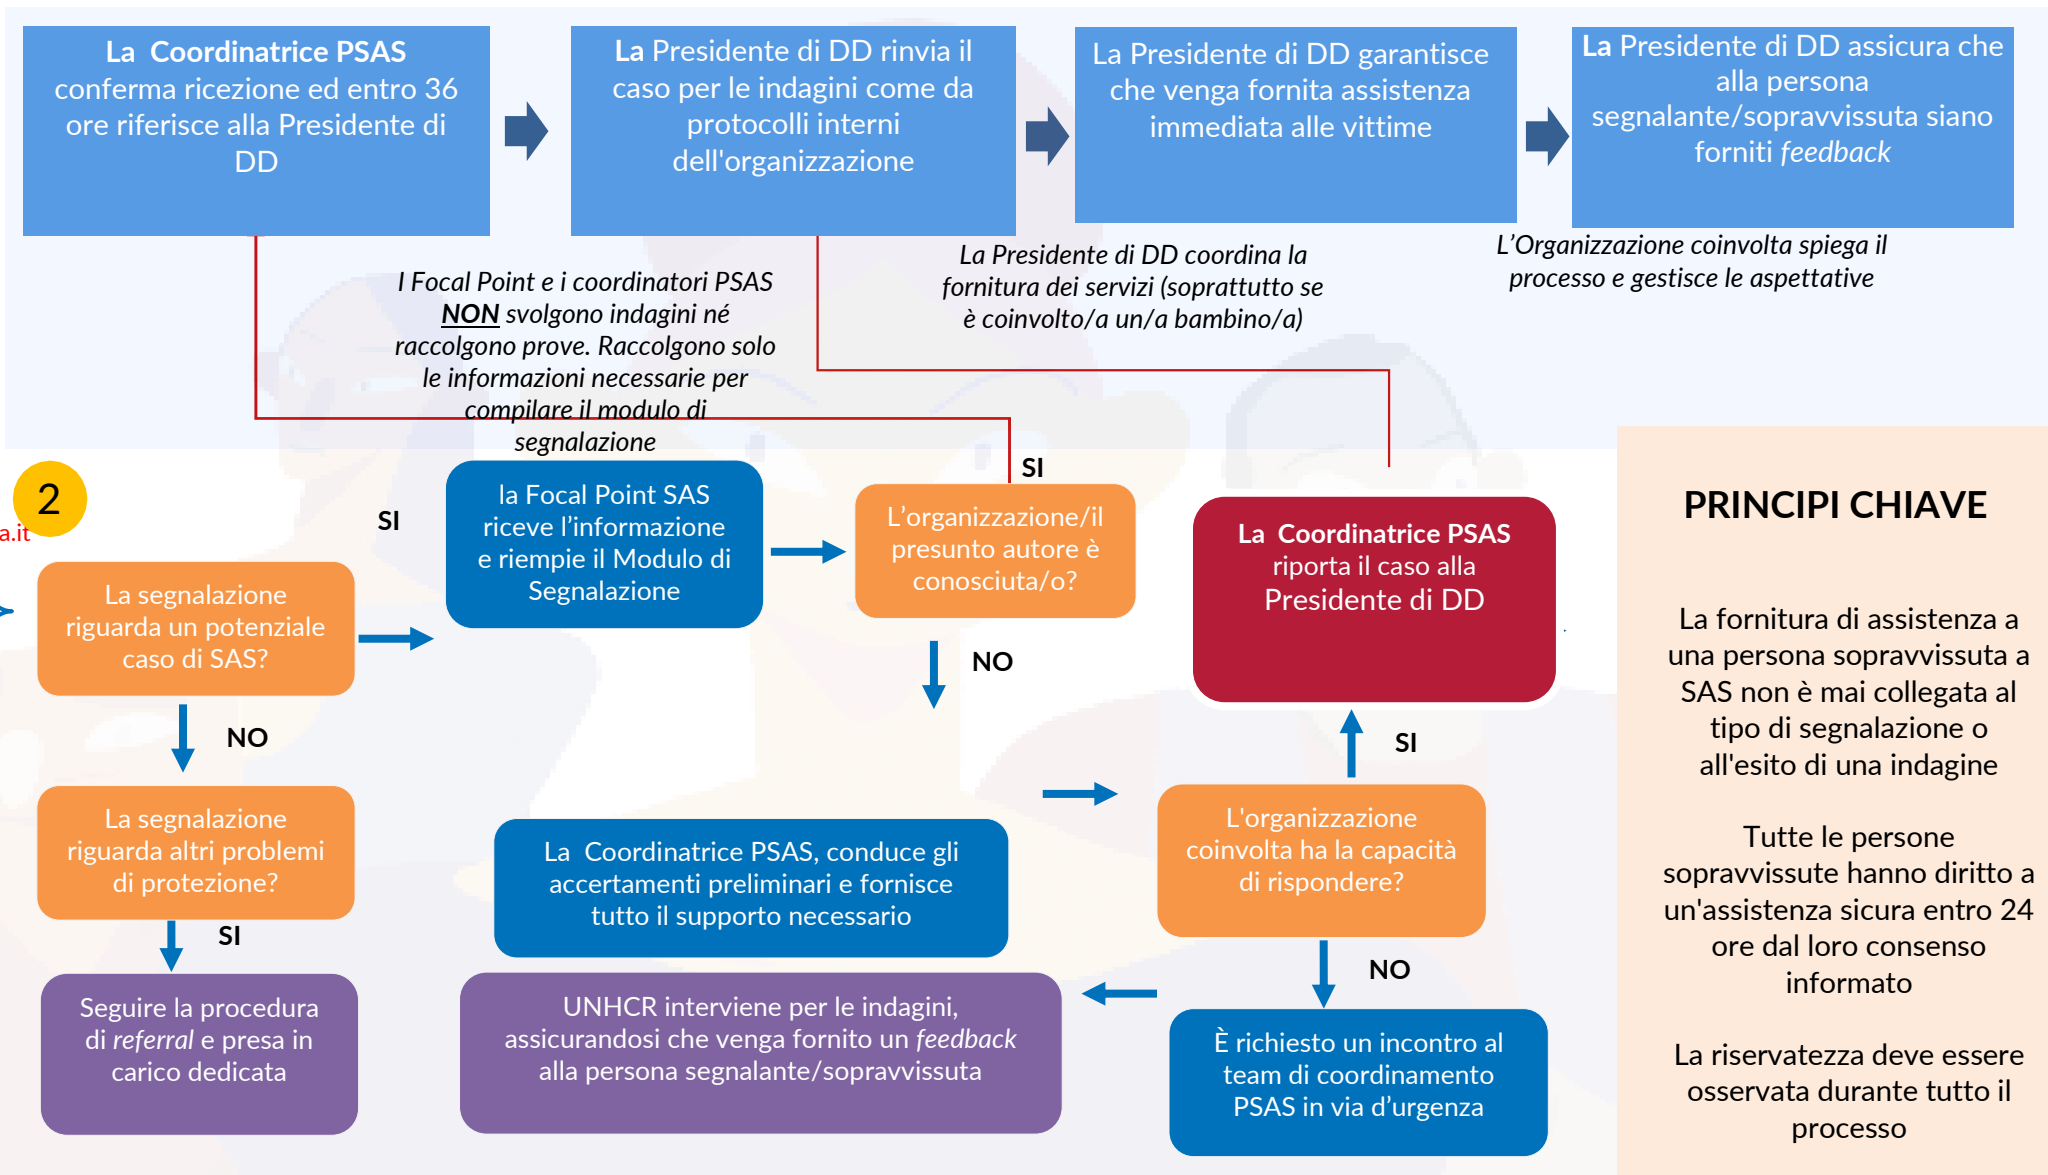 La  Coordinatrice PSAS
conferma ricezione ed entro 36
ore riferisce alla Presidente di
DD
La Presidente di DD rinvia il
caso per le indagini come da
protocolli interni
dell'organizzazione
La Presidente di DD garantisce
che venga fornita assistenza
immediata alle vittime
La Presidente di DD assicura che
alla persona
segnalante/sopravvissuta siano
forniti feedback
I Focal Point e i coordinatori PSAS
NON svolgono indagini né
raccolgono prove. Raccolgono solo
le informazioni necessarie per
compilare il modulo di
segnalazione
La Presidente di DD coordina la
fornitura dei servizi (soprattutto se
è coinvolto/a un/a bambino/a)
L’Organizzazione coinvolta spiega il
processo e gestisce le aspettative
2
a.it
La segnalazione
riguarda un potenziale
caso di SAS?
SI
NO
la Focal Point SAS
riceve l’informazione
e riempie il Modulo di
Segnalazione
L’organizzazione/il
presunto autore è
conosciuta/o?
SI
NO
La  Coordinatrice PSAS
riporta il caso alla
Presidente di DD
SI
La segnalazione
riguarda altri problemi
di protezione?
SI
Seguire la procedura
di referral e presa in
carico dedicata
La  Coordinatrice PSAS, conduce gli
accertamenti preliminari e fornisce
tutto il supporto necessario
L'organizzazione
coinvolta ha la capacità
di rispondere?
NO
UNHCR interviene per le indagini,
assicurandosi che venga fornito un feedback
alla persona segnalante/sopravvissuta
È richiesto un incontro al
team di coordinamento
PSAS in via d’urgenza
PRINCIPI CHIAVE
La fornitura di assistenza a
una persona sopravvissuta a
SAS non è mai collegata al
tipo di segnalazione o
all'esito di una indagine
Tutte le persone
sopravvissute hanno diritto a
un'assistenza sicura entro 24
ore dal loro consenso
informato
La riservatezza deve essere
osservata durante tutto il
processo